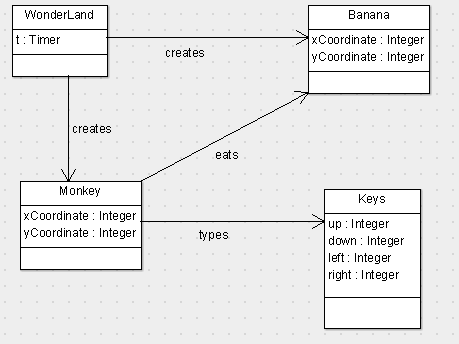 WonderLand
t : Timer
creates
Banana
xCoordinate : Integer
yCoordinate : Integer
creates
eats
Monkey
xCoordinate : Integer
yCoordinate : Integer
types
Keys
up : Integer
down : Integer
left : Integer
right : Integer